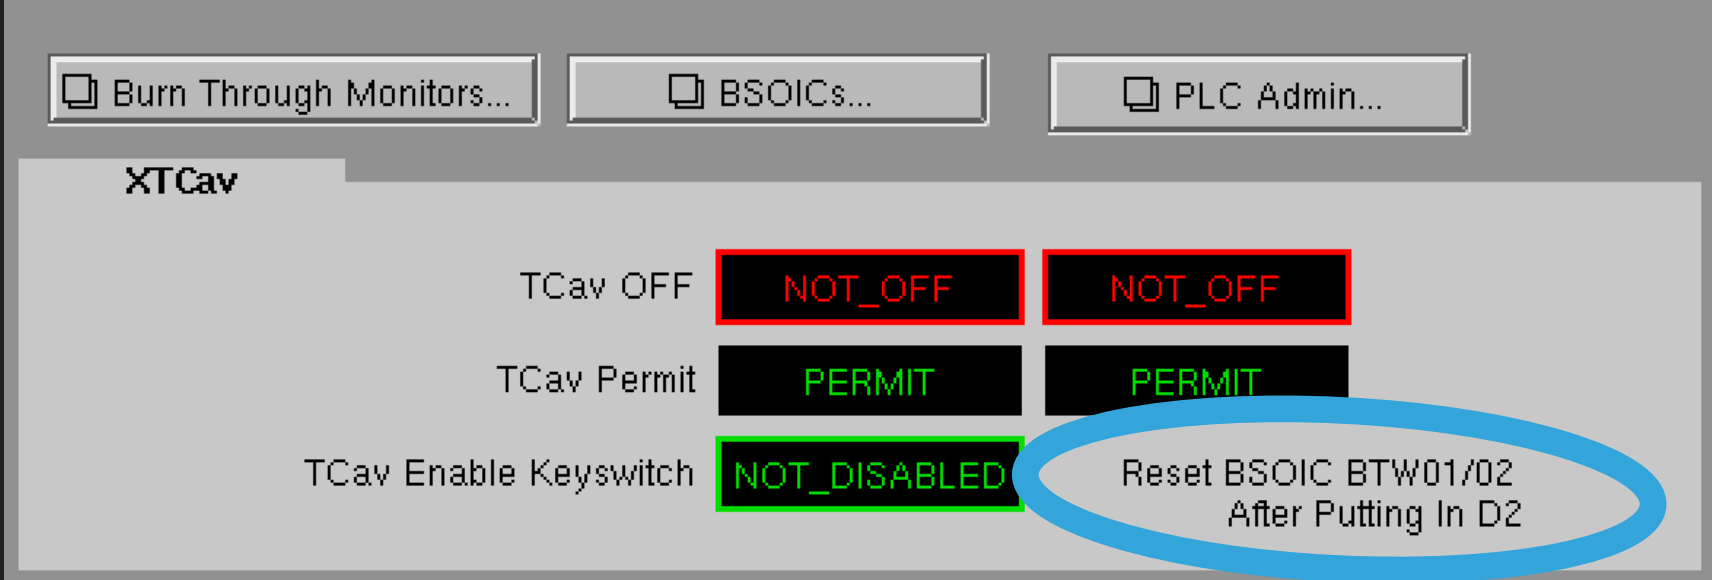 Burn Through Monitors...
BSOICs...
PLC Admin...
XTCav
TCav OFF NOT_OFF NOT_OFF
TCav Permit PERMIT PERMIT
TCav Enable Keyswitch NOT_DISABLED
Reset BSOIC BTW01/02
After Putting In D2